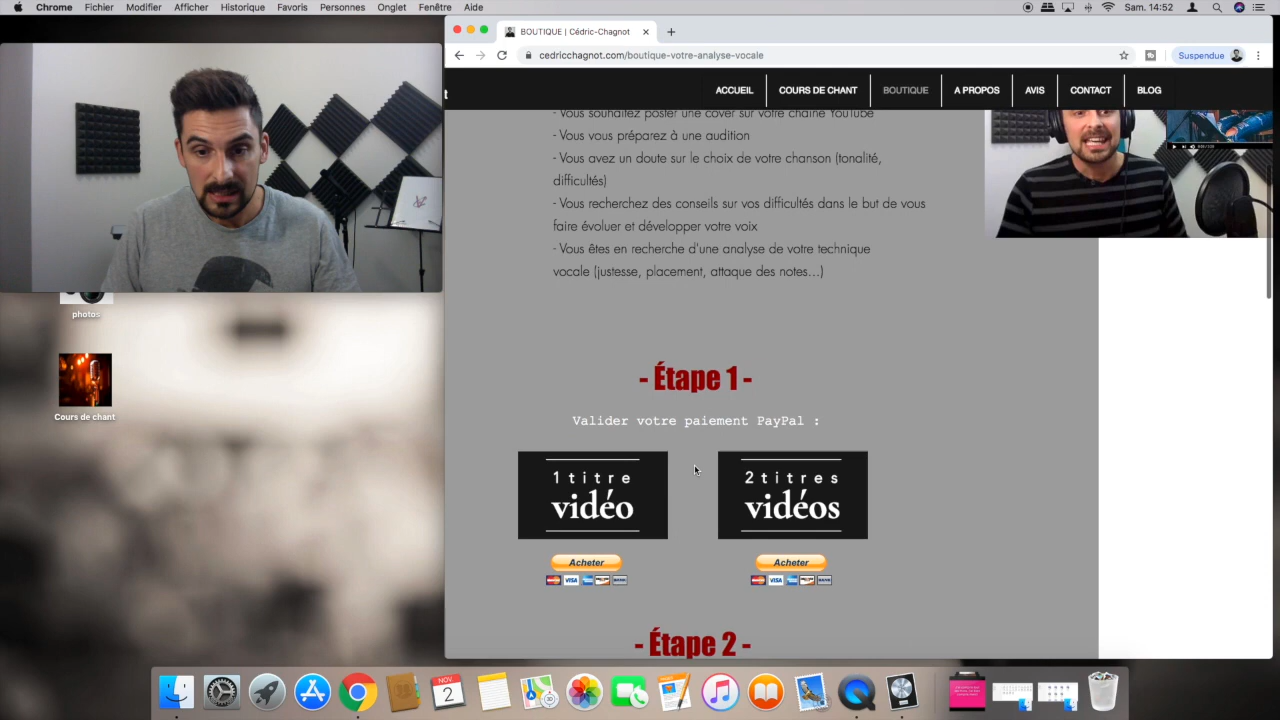 Chrome Fichier Modifier Afficher Historique Favoris Personnes Onglet Fenêtre Aide
Sam. 14:52
BOUTIQUE | Cédric-Chagnot
cedricchagnot.com/boutique-votre-analyse-vocale
Suspendue
t
ACCUEIL COURS DE CHANT BOUTIQUE A PROPOS AVIS CONTACT BLOG
- Vous souhaitez poster une cover sur votre chaîne YouTube
- Vous vous préparez à une audition
- Vous avez un doute sur le choix de votre chanson (tonalité,
difficultés)
- Vous recherchez des conseils sur vos difficultés dans le but de vous
faire évoluer et développer votre voix
- Vous êtes en recherche d'une analyse de votre technique
vocale (justesse, placement, attaque des notes...)
photos
Cours de chant
- Étape 1 -
Valider votre paiement PayPal :
1 titre
vidéo
2 titres
vidéos
Acheter
Acheter
VISA
VISA
- Étape 2 -
NOV.
2